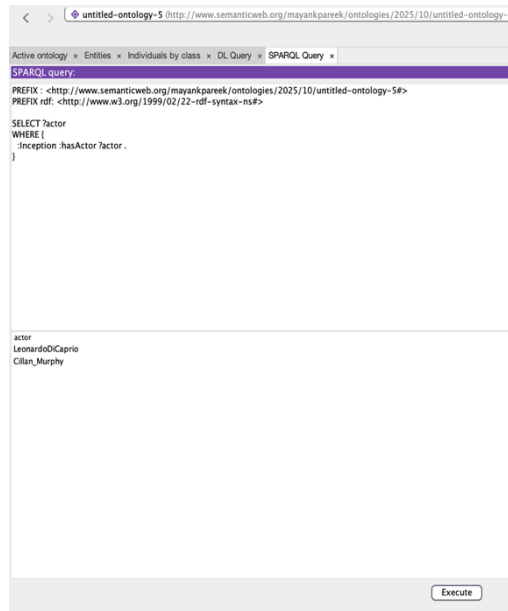 untitled-ontology-5 (http://www.semanticweb.org/mayankpareek/ontologies/2025/10/untitled-ontology-
Active ontology × Entities × Individuals by class × DL Query × SPARQL Query ×
SPARQL query:
PREFIX : <http://www.semanticweb.org/mayankpareek/ontologies/2025/10/untitled-ontology-5#>
PREFIX rdf: <http://www.w3.org/1999/02/22-rdf-syntax-ns#>
SELECT ?actor
WHERE {
:Inception :hasActor ?actor .
}
actor
LeonardoDiCaprio
Cillan_Murphy
Execute